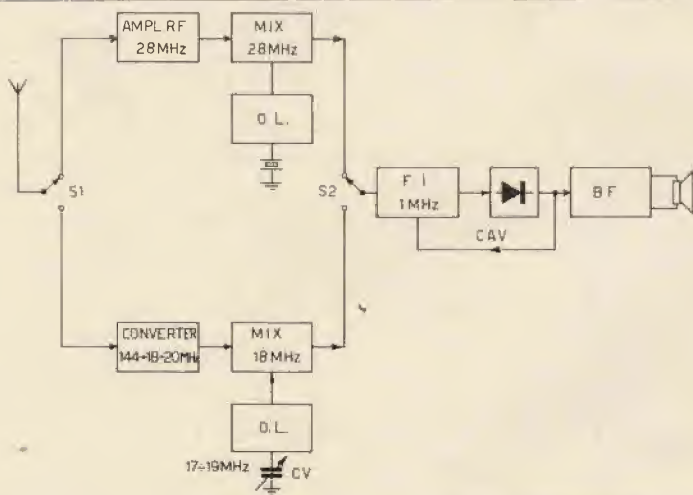 AMPL RF
28MHz
MIX
28MHz
O.L.
S1
S2
FI
1MHz
BF
CAV
CONVERTER
144÷18-20MHz
MIX
18MHz
O.L.
17÷19MHz
CV